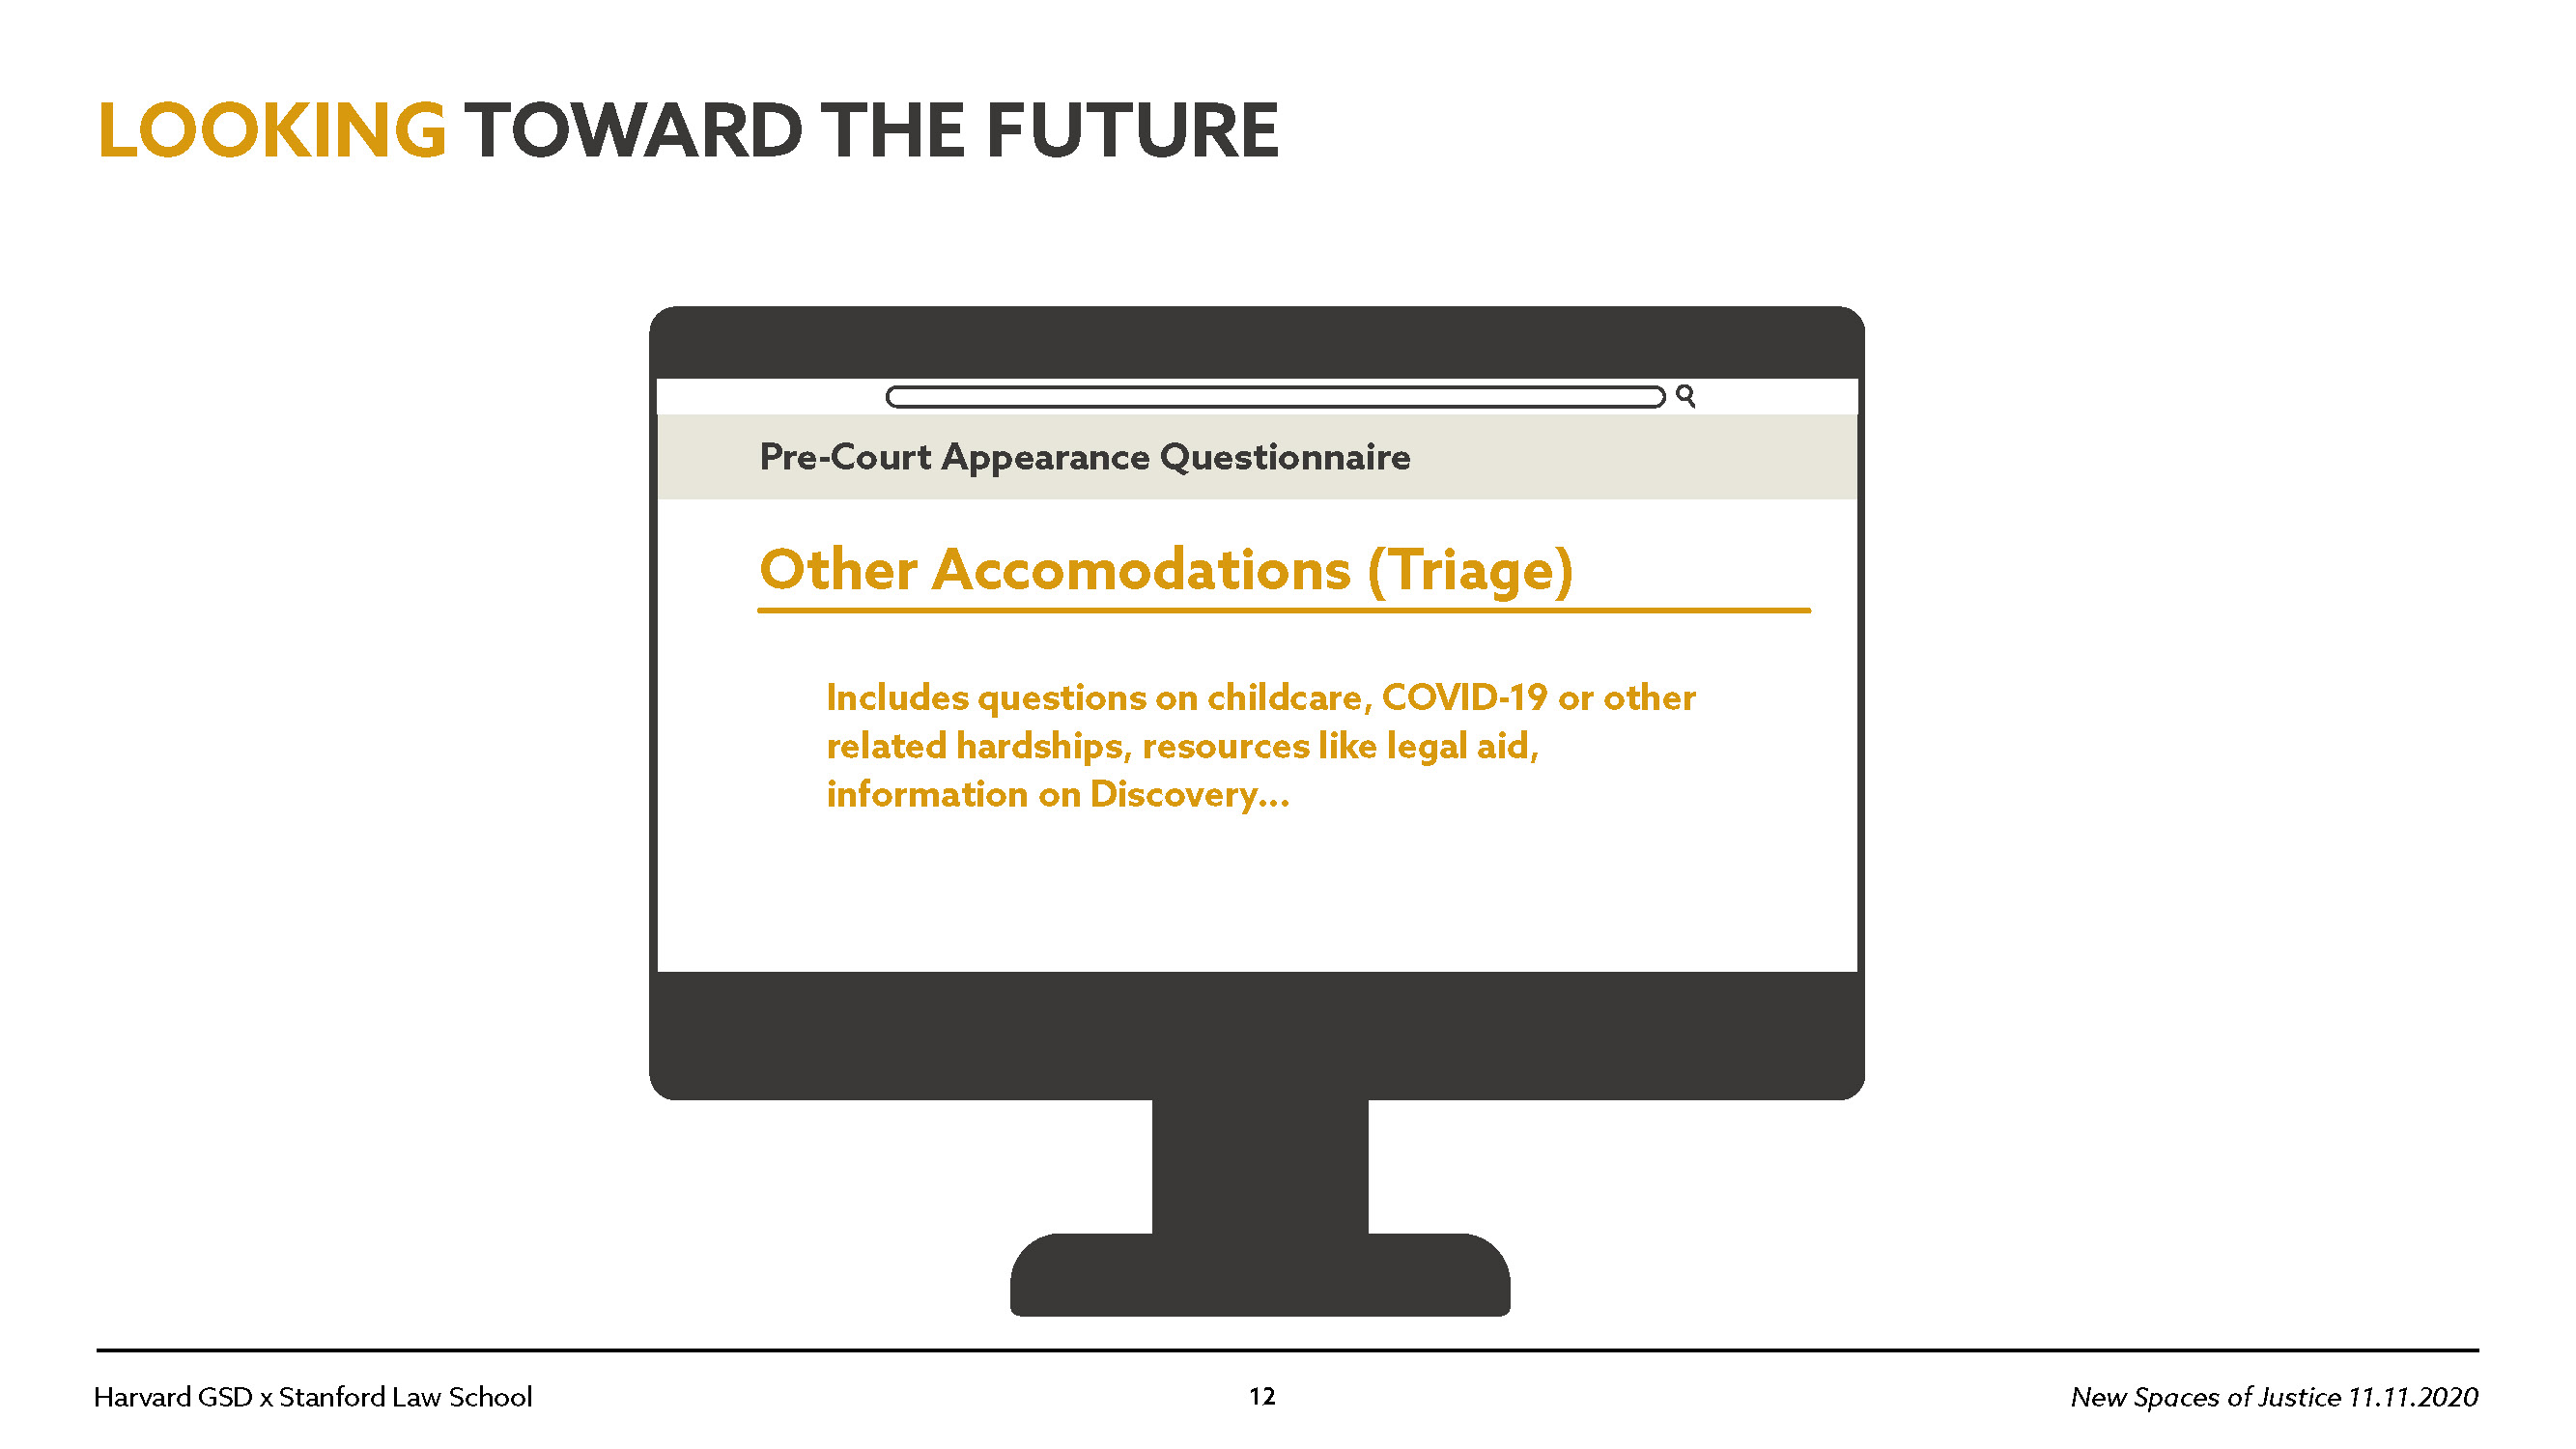 LOOKING TOWARD THE FUTURE
Pre-Court Appearance Questionnaire
Other Accomodations (Triage)
Includes questions on childcare, COVID-19 or other
related hardships, resources like legal aid,
information on Discovery...
Harvard GSD x Stanford Law School
12
New Spaces of Justice 11.11.2020